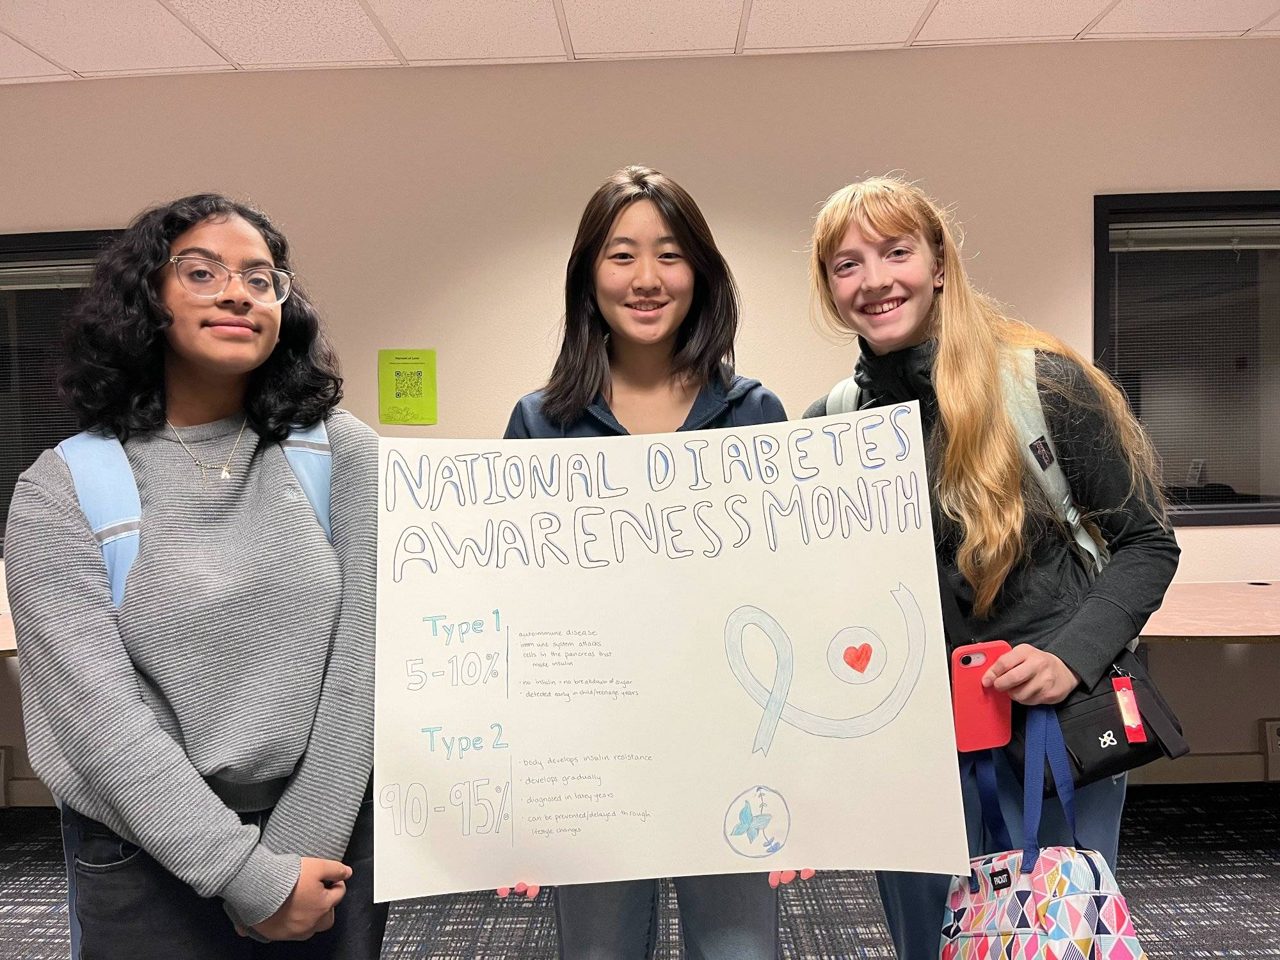 NATIONAL DIABETES
AWARENESS MONTH
Type 1
5-10%
autoimmune disease
immune system attacks
cells in the pancreas that
make insulin
· no insulin = no breakdown of sugar
· detected early in child/teenage years
Type 2
90-95%
· body develops insulin resistance
· develops gradually
· diagnosed in later years
· can be prevented/delayed through
lifestyle changes
PACKIT